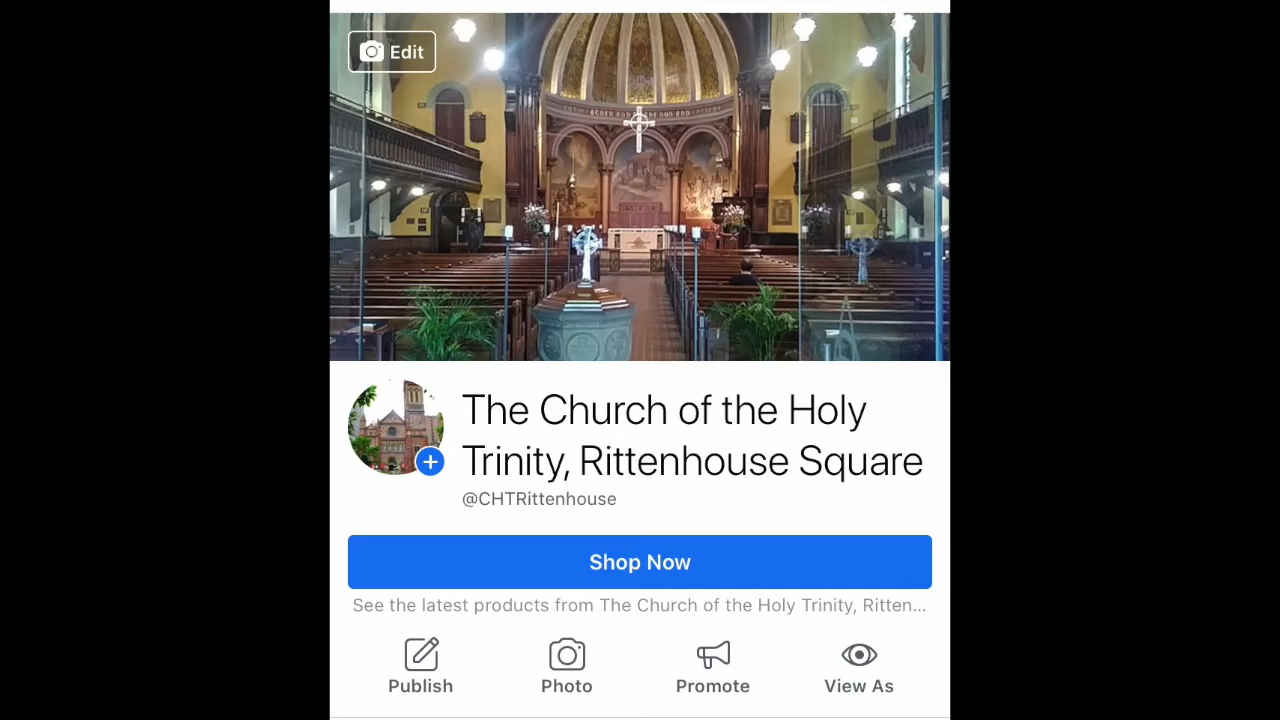 Edit
The Church of the Holy
Trinity, Rittenhouse Square
@CHTRittenhouse
Shop Now
See the latest products from The Church of the Holy Trinity, Ritten...
Publish Photo Promote View As